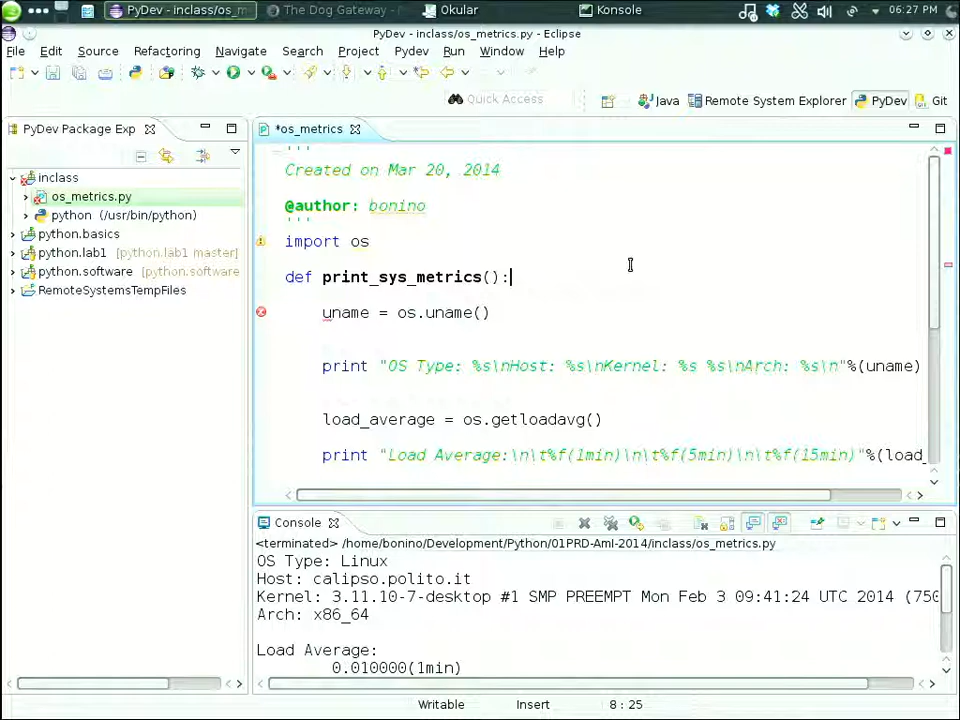 PyDev - inclass/os_m
The Dog Gateway -
Okular
Konsole
06:27 PM
PyDev - inclass/os_metrics.py - Eclipse
File Edit Source Refactoring Navigate Search Project Pydev Run Window Help
Quick Access
Java
Remote System Explorer
PyDev
Git
PyDev Package Exp
inclass
os_metrics.py
python (/usr/bin/python)
python.basics
python.lab1 [python.lab1 master]
python.software [python.software
RemoteSystemsTempFiles
*os_metrics
'''
Created on Mar 20, 2014
@author: bonino
'''
import os
def print_sys_metrics():
uname = os.uname()
print "OS Type: %s\nHost: %s\nKernel: %s %s\nArch: %s\n"%(uname)
load_average = os.getloadavg()
print "Load Average:\n\t%f(1min)\n\t%f(5min)\n\t%f(15min)"%(load_
Console
<terminated> /home/bonino/Development/Python/01PRD-AmI-2014/inclass/os_metrics.py
OS Type: Linux
Host: calipso.polito.it
Kernel: 3.11.10-7-desktop #1 SMP PREEMPT Mon Feb 3 09:41:24 UTC 2014 (750
Arch: x86_64
Load Average:
0.010000(1min)
Writable
Insert
8 : 25